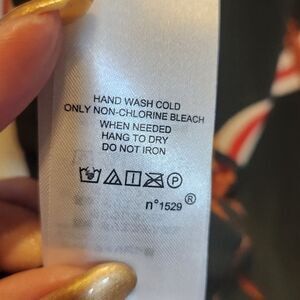 HAND WASH COLD
ONLY NON-CHLORINE BLEACH
WHEN NEEDED
HANG TO DRY
DO NOT IRON
P
n°1529 ®